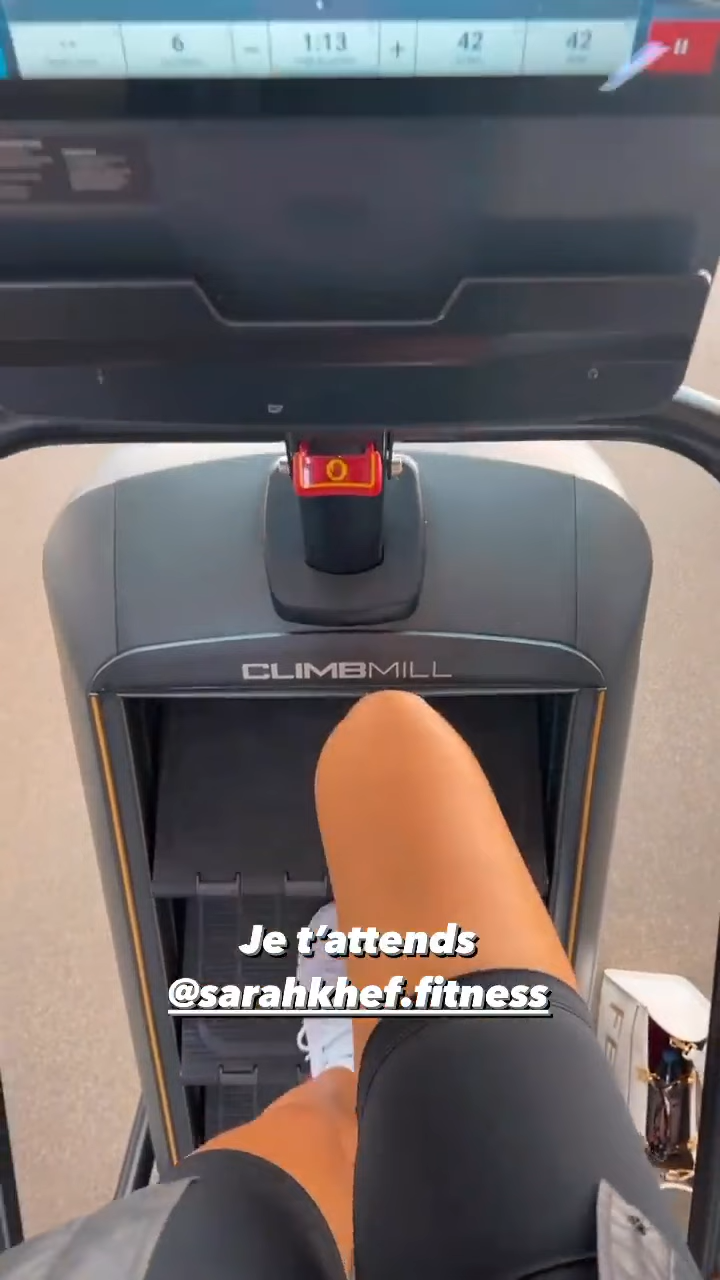 -- 6 - 1:13 + 42 42
CLIMBMILL
Je t’attends
@sarahkhef.fitness